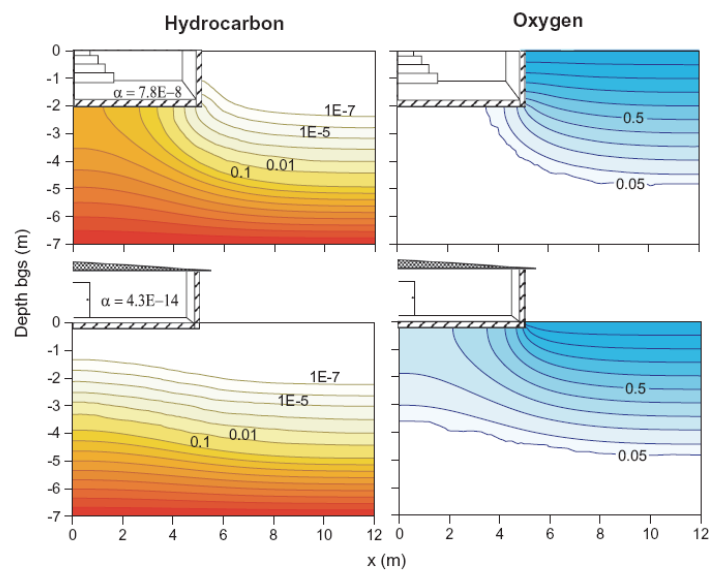 Hydrocarbon
Oxygen
0
-1
-2
-3
-4
-5
-6
-7
α = 7.8E–8
1E-7
1E-5
0.01
0.1
0.5
0.05
Depth bgs (m)
0
-1
-2
-3
-4
-5
-6
-7
α = 4.3E–14
1E-7
1E-5
0.01
0.1
0.5
0.05
0 2 4 6 8 10 12
0 2 4 6 8 10 12
x (m)